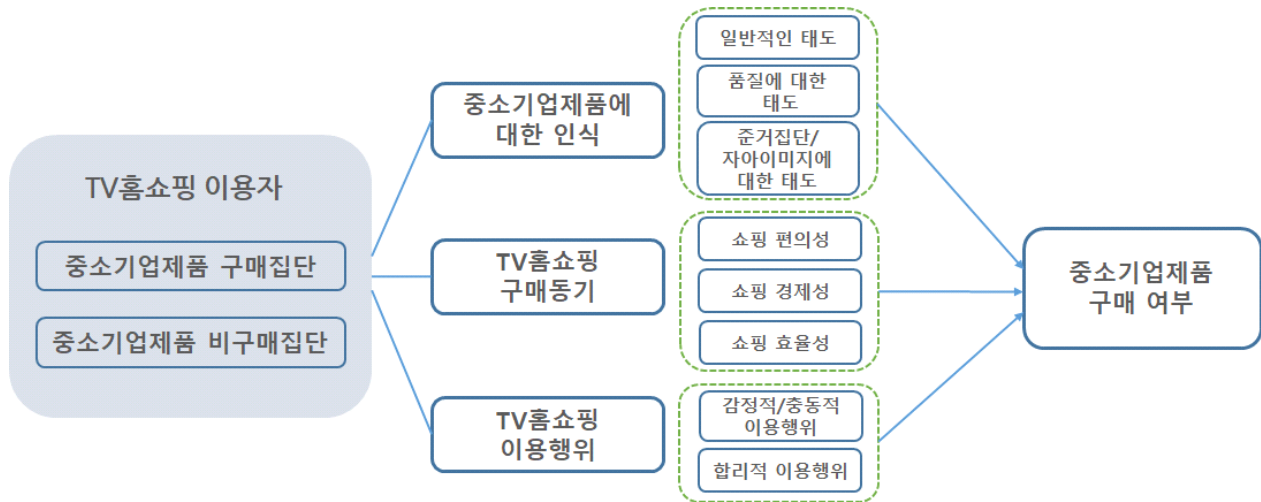 TV홈쇼핑 이용자
중소기업제품 구매집단
중소기업제품 비구매집단
중소기업제품에
대한 인식
TV홈쇼핑
구매동기
TV홈쇼핑
이용행위
일반적인 태도
품질에 대한
태도
준거집단/
자아이미지에
대한 태도
쇼핑 편의성
쇼핑 경제성
쇼핑 효율성
감정적/충동적
이용행위
합리적 이용행위
중소기업제품
구매 여부